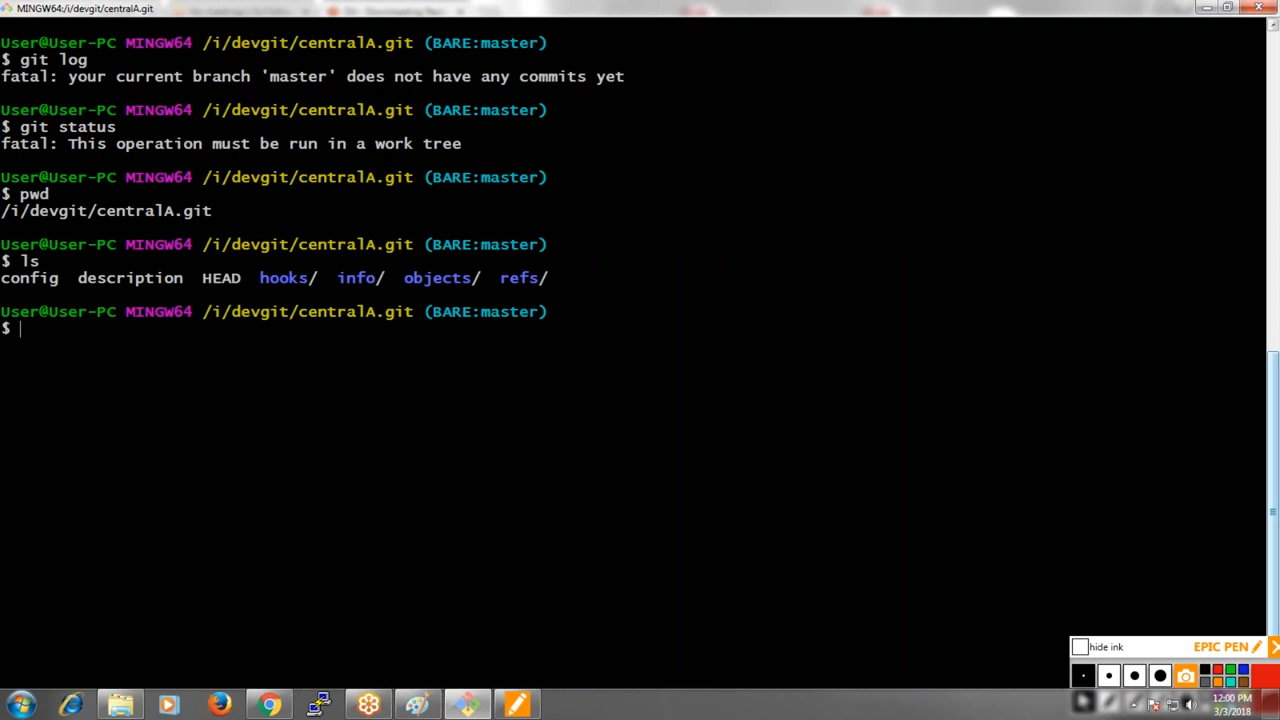 MINGW64:/i/devgit/centralA.git
User@User-PC MINGW64 /i/devgit/centralA.git (BARE:master)
$ git log
fatal: your current branch 'master' does not have any commits yet
User@User-PC MINGW64 /i/devgit/centralA.git (BARE:master)
$ git status
fatal: This operation must be run in a work tree
User@User-PC MINGW64 /i/devgit/centralA.git (BARE:master)
$ pwd
/i/devgit/centralA.git
User@User-PC MINGW64 /i/devgit/centralA.git (BARE:master)
$ ls
config description HEAD hooks/ info/ objects/ refs/
User@User-PC MINGW64 /i/devgit/centralA.git (BARE:master)
$
hide ink EPIC PEN
12:00 PM
3/3/2018